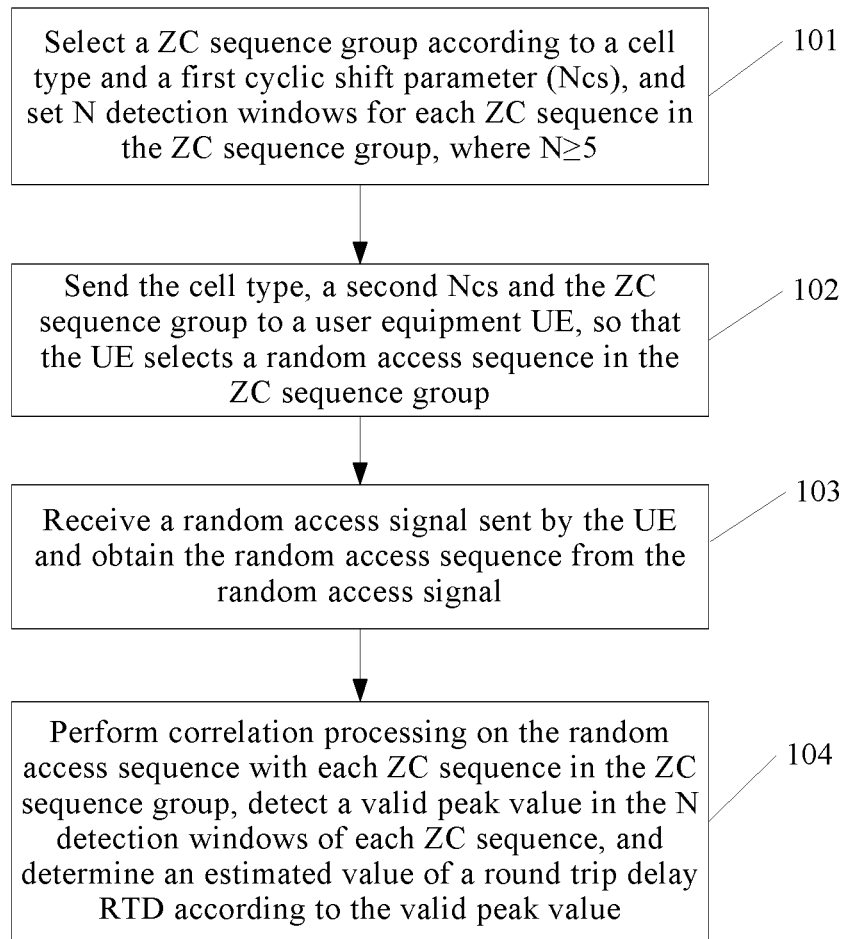 Select a ZC sequence group according to a cell
type and a first cyclic shift parameter (Ncs), and
set N detection windows for each ZC sequence in
the ZC sequence group, where N≥5
101
Send the cell type, a second Ncs and the ZC
sequence group to a user equipment UE, so that
the UE selects a random access sequence in the
ZC sequence group
102
Receive a random access signal sent by the UE
and obtain the random access sequence from the
random access signal
103
Perform correlation processing on the random
access sequence with each ZC sequence in the ZC
sequence group, detect a valid peak value in the N
detection windows of each ZC sequence, and
determine an estimated value of a round trip delay
RTD according to the valid peak value
104